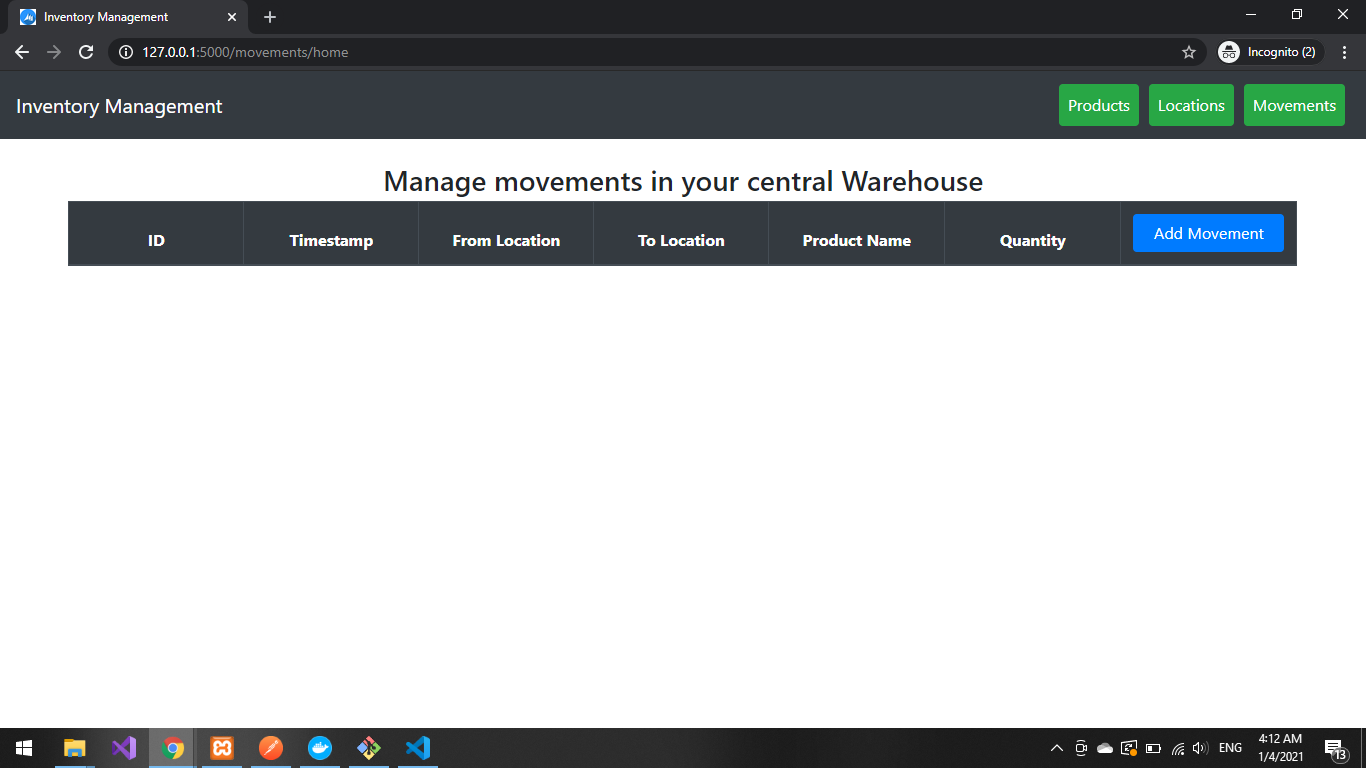 Inventory Management
127.0.0.1:5000/movements/home
Incognito (2)
Inventory Management
Products Locations Movements
Manage movements in your central Warehouse
ID Timestamp From Location To Location Product Name Quantity Add Movement
ENG
4:12 AM
1/4/2021
13